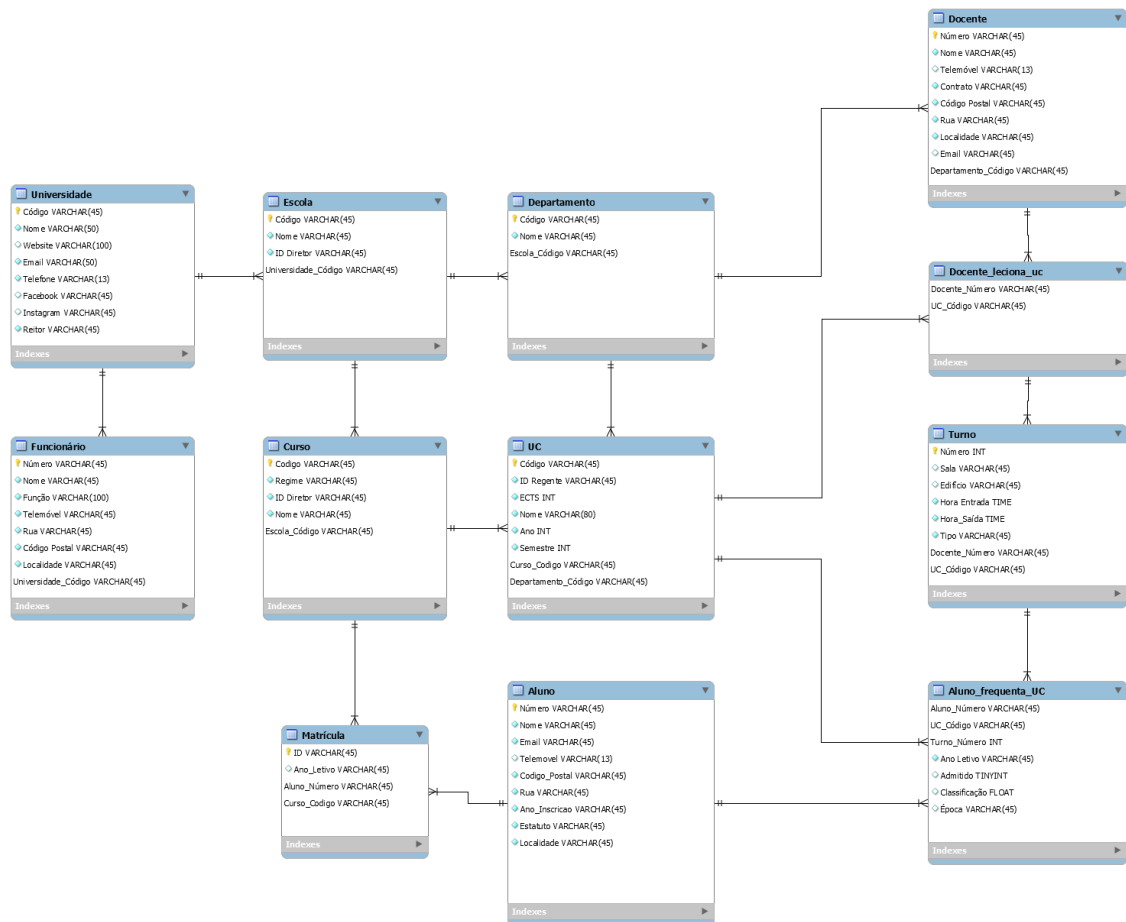 Docente
Número VARCHAR(45)
Nome VARCHAR(45)
Telemóvel VARCHAR(13)
Contrato VARCHAR(45)
Código Postal VARCHAR(45)
Rua VARCHAR(45)
Localidade VARCHAR(45)
Email VARCHAR(45)
Departamento_Código VARCHAR(45)
Indexes
Universidade
Código VARCHAR(45)
Nome VARCHAR(50)
Website VARCHAR(100)
Email VARCHAR(50)
Telefone VARCHAR(13)
Facebook VARCHAR(45)
Instagram VARCHAR(45)
Reitor VARCHAR(45)
Indexes
Escola
Código VARCHAR(45)
Nome VARCHAR(45)
ID Diretor VARCHAR(45)
Universidade_Código VARCHAR(45)
Indexes
Departamento
Código VARCHAR(45)
Nome VARCHAR(45)
Escola_Código VARCHAR(45)
Indexes
Docente_leciona_uc
Docente_Número VARCHAR(45)
UC_Código VARCHAR(45)
Indexes
Funcionário
Número VARCHAR(45)
Nome VARCHAR(45)
Função VARCHAR(100)
Telemóvel VARCHAR(45)
Rua VARCHAR(45)
Código Postal VARCHAR(45)
Localidade VARCHAR(45)
Universidade_Código VARCHAR(45)
Indexes
Curso
Codigo VARCHAR(45)
Regime VARCHAR(45)
ID Diretor VARCHAR(45)
Nome VARCHAR(45)
Escola_Código VARCHAR(45)
Indexes
UC
Código VARCHAR(45)
ID Regente VARCHAR(45)
ECTS INT
Nome VARCHAR(80)
Ano INT
Semestre INT
Curso_Codigo VARCHAR(45)
Departamento_Código VARCHAR(45)
Indexes
Turno
Número INT
Sala VARCHAR(45)
Edifício VARCHAR(45)
Hora Entrada TIME
Hora_Saída TIME
Tipo VARCHAR(45)
Docente_Número VARCHAR(45)
UC_Código VARCHAR(45)
Indexes
Matrícula
ID VARCHAR(45)
Ano_Letivo VARCHAR(45)
Aluno_Número VARCHAR(45)
Curso_Codigo VARCHAR(45)
Indexes
Aluno
Número VARCHAR(45)
Nome VARCHAR(45)
Email VARCHAR(45)
Telemovel VARCHAR(13)
Codigo_Postal VARCHAR(45)
Rua VARCHAR(45)
Ano_Inscricao VARCHAR(45)
Estatuto VARCHAR(45)
Localidade VARCHAR(45)
Indexes
Aluno_frequenta_UC
Aluno_Número VARCHAR(45)
UC_Código VARCHAR(45)
Turno_Número INT
Ano Letivo VARCHAR(45)
Admitido TINYINT
Classificação FLOAT
Época VARCHAR(45)
Indexes